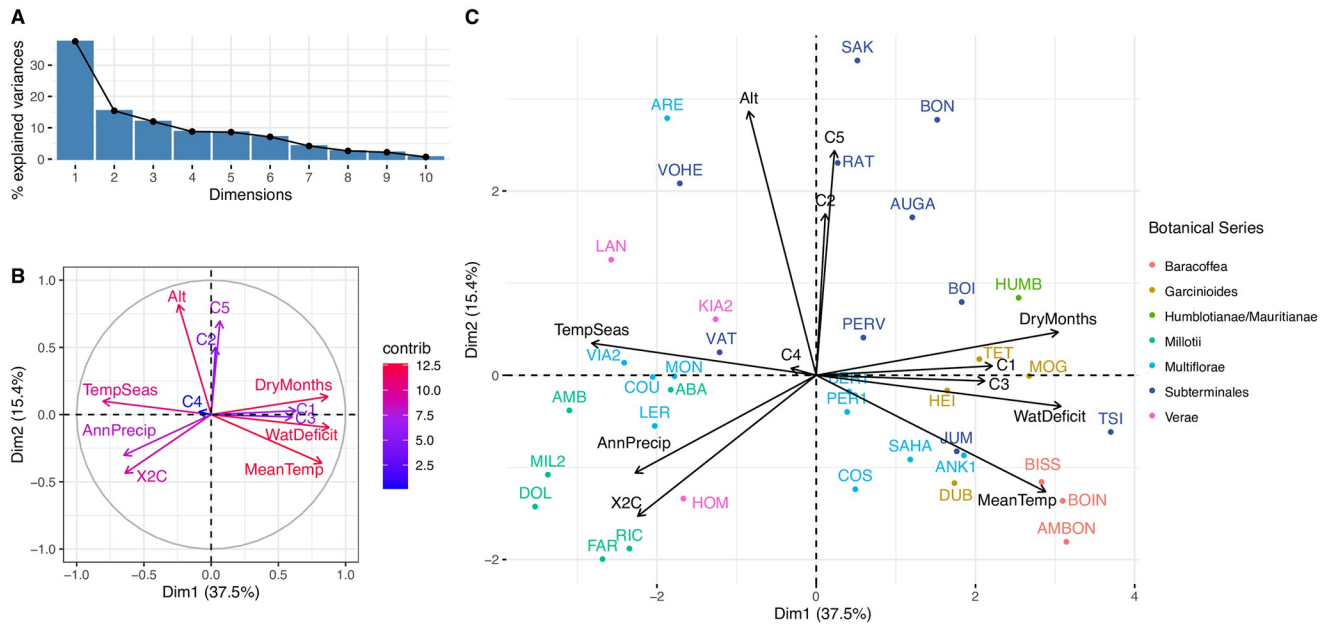 A
% explained variances
30
20
10
0
1 2 3 4 5 6 7 8 9 10
Dimensions
B
Dim2 (15.4%)
1.0
0.5
0.0
−0.5
−1.0
Alt
C5
C2
TempSeas
DryMonths
C4
C1
C3
AnnPrecip
WatDeficit
MeanTemp
X2C
−1.0 −0.5 0.0 0.5 1.0
Dim1 (37.5%)
contrib
12.5
10.0
7.5
5.0
2.5
C
Dim2 (15.4%)
2
0
−2
SAK
ARE
Alt
BON
C5
RAT
VOHE
C2
AUGA
LAN
BOI
HUMB
KIA2
DryMonths
TempSeas
PERV
VAT
VIA2
C4
TET
MON
C1
MOG
COU
ABA
C3
AMB
PER1
HEI
LER
WatDeficit
TSI
AnnPrecip
JUM
SAHA
ANK1
MIL2
COS
BISS
DOL
X2C
HOM
DUB
MeanTemp
BOIN
AMBON
FAR
RIC
−2 0 2 4
Dim1 (37.5%)
Botanical Series
Baracoffea
Garcinioides
Humblotianae/Mauritianae
Millotii
Multiflorae
Subterminales
Verae